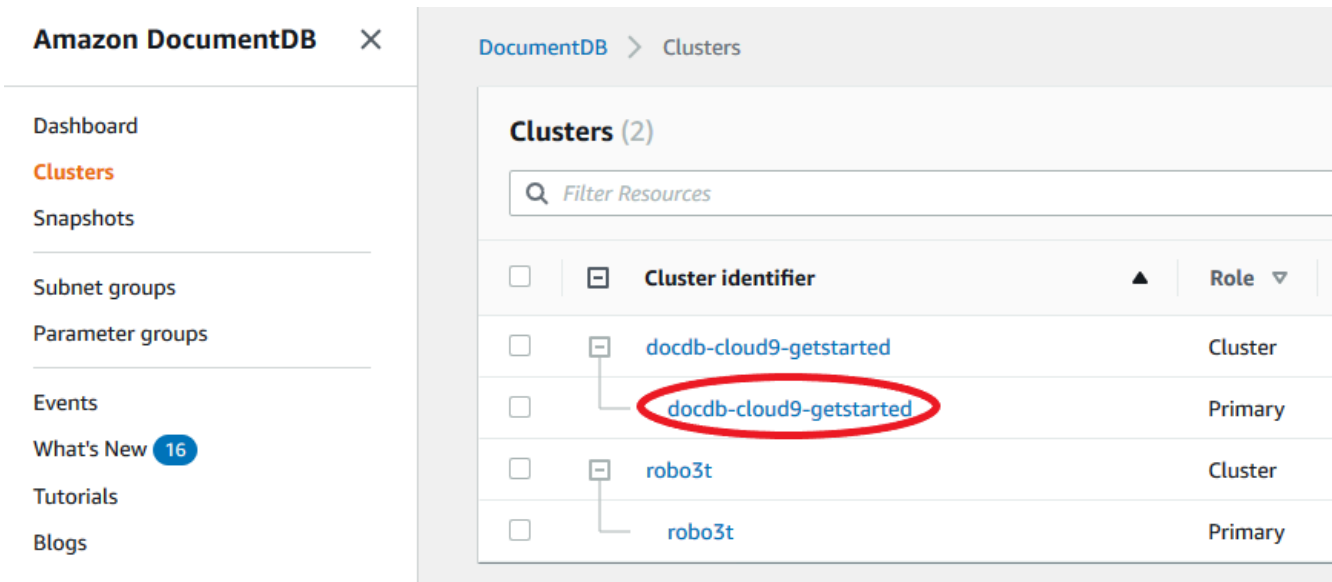 Amazon DocumentDB
Dashboard
Clusters
Snapshots
Subnet groups
Parameter groups
Events
What's New 16
Tutorials
Blogs
DocumentDB > Clusters
Clusters (2)
Filter Resources
Cluster identifier Role
docdb-cloud9-getstarted Cluster
docdb-cloud9-getstarted Primary
robo3t Cluster
robo3t Primary